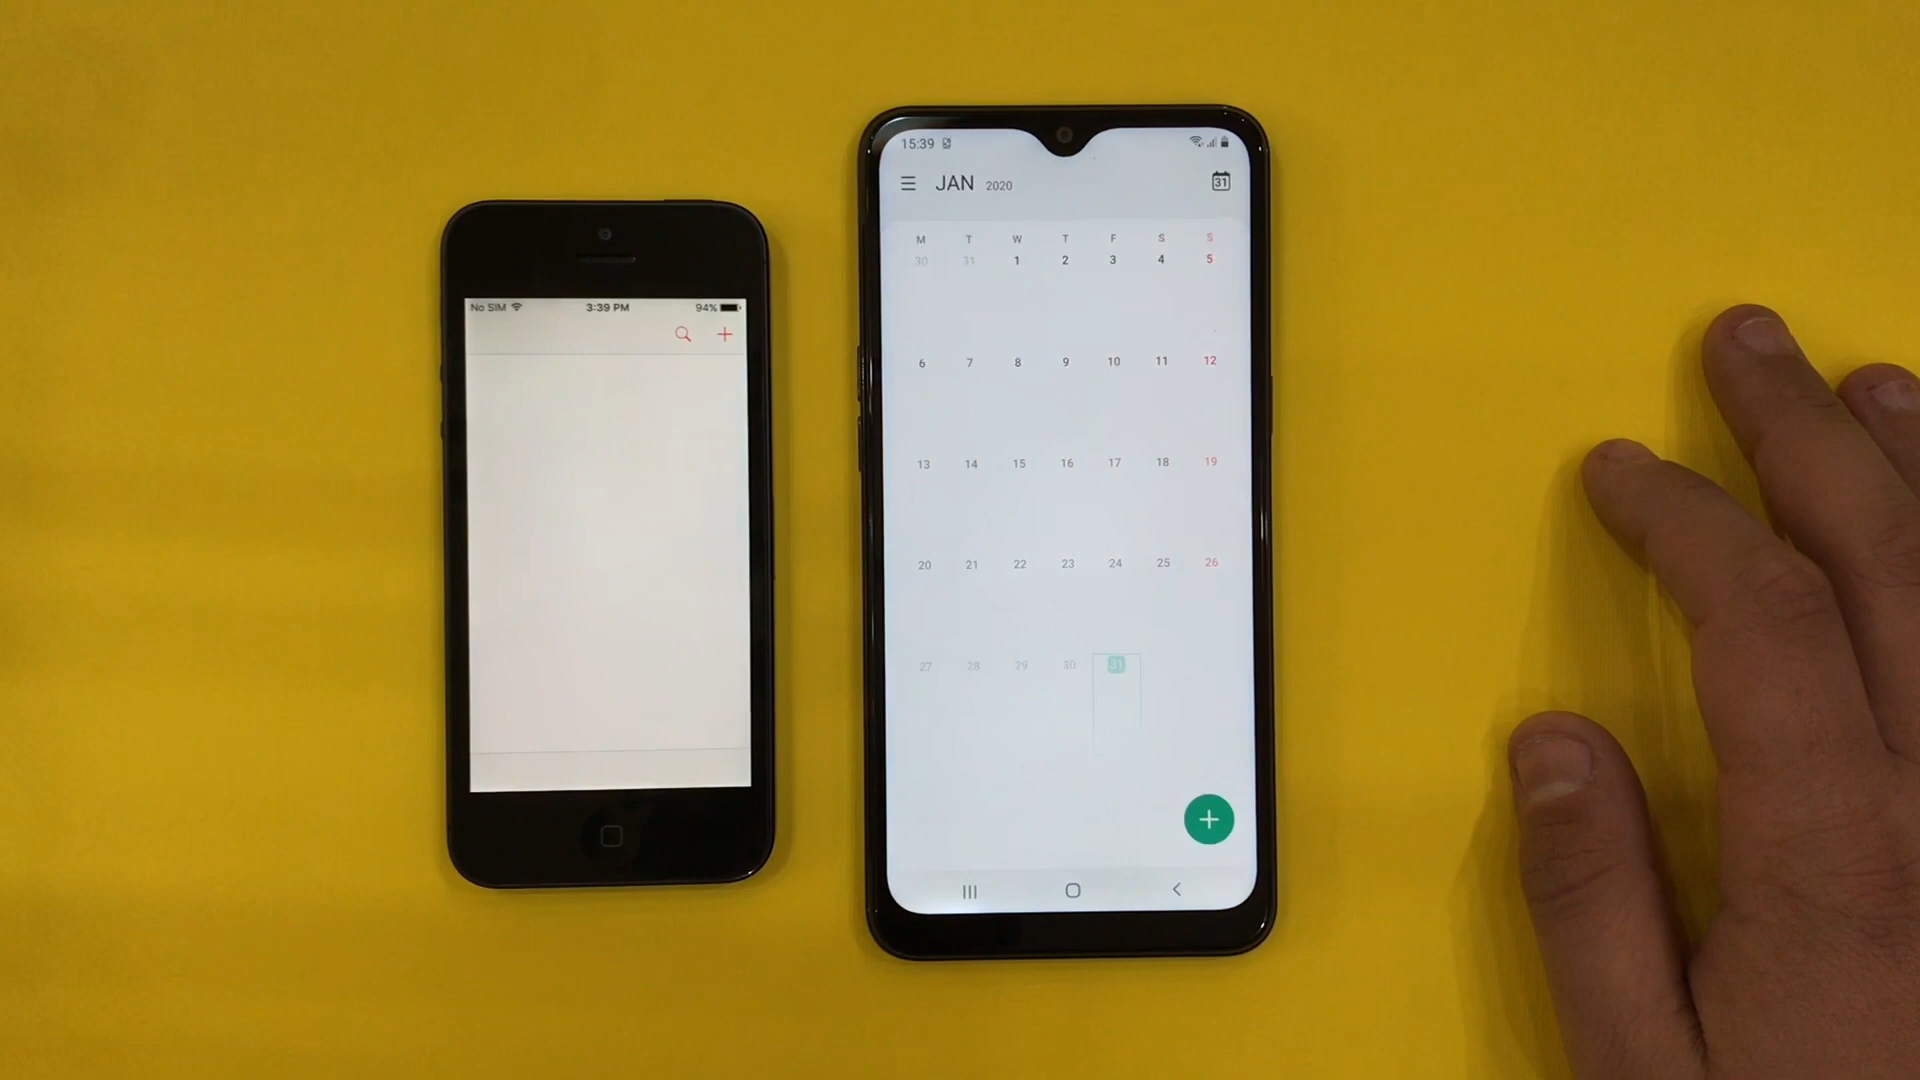 No SIM 3:39 PM 94%
15:39
JAN 2020 31
M T W T F S S
30 31 1 2 3 4 5
6 7 8 9 10 11 12
13 14 15 16 17 18 19
20 21 22 23 24 25 26
27 28 29 30 31